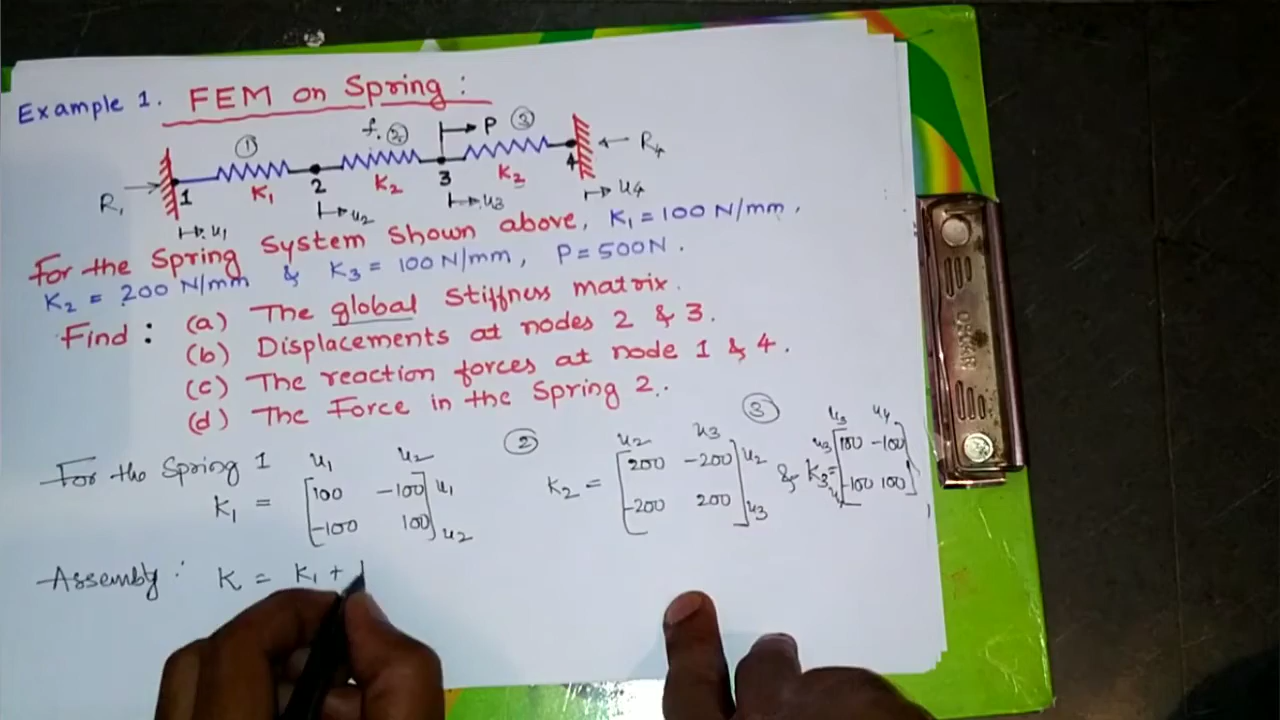 Example 1. FEM on Spring :
① f. ② P ③
R₁ 1 K₁ 2 K₂ 3 K₃ 4 R₄
u₁ u₂ u₃ u₄
For the Spring System Shown above, K₁ = 100 N/mm,
K₂ = 200 N/mm & K₃ = 100 N/mm, P = 500N.
Find : (a) The global Stiffness matrix.
(b) Displacements at nodes 2 & 3.
(c) The reaction forces at node 1 & 4.
(d) The Force in the Spring 2.
For the Spring 1 u₁ u₂ ② u₂ u₃ ③ u₃ u₄
K₁ = [100 -100] u₁ K₂ = [200 -200] u₂ & K₃ = u₃ [100 -100]
[-100 100] u₂ [-200 200] u₃ [-100 100]
Assembly : K = K₁ +